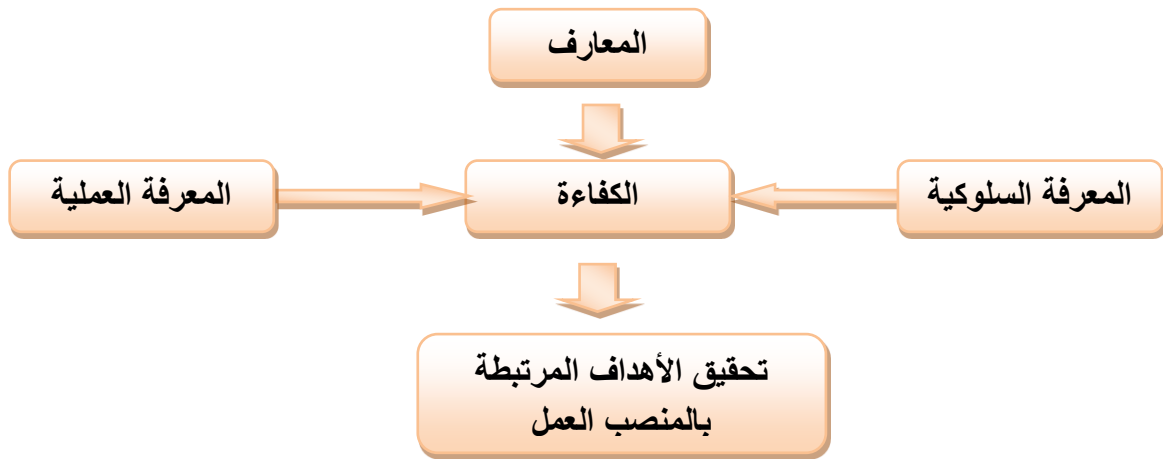 المعارف
المعرفة السلوكية
الكفاءة
المعرفة العملية
تحقيق الأهداف المرتبطة
بالمنصب العمل